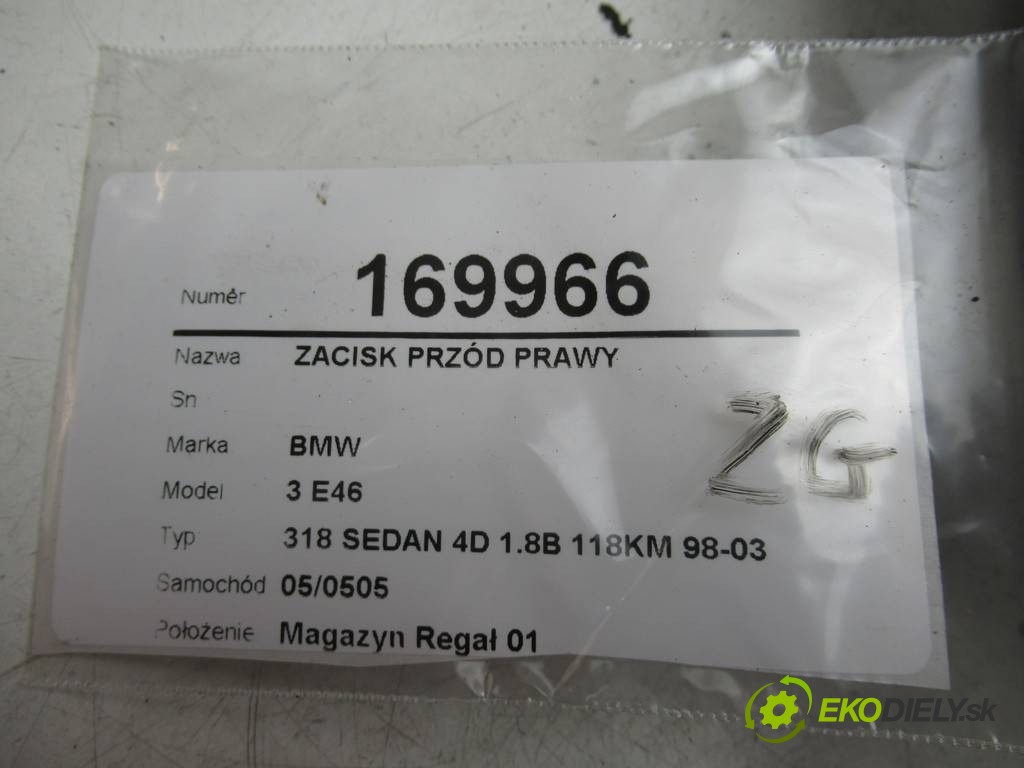 Numer 169966
Nazwa ZACISK PRZÓD PRAWY
Sn
Marka BMW
Model 3 E46
Typ 318 SEDAN 4D 1.8B 118KM 98-03
Samochód 05/0505
Położenie Magazyn Regał 01
ZG
EKODIELY.sk